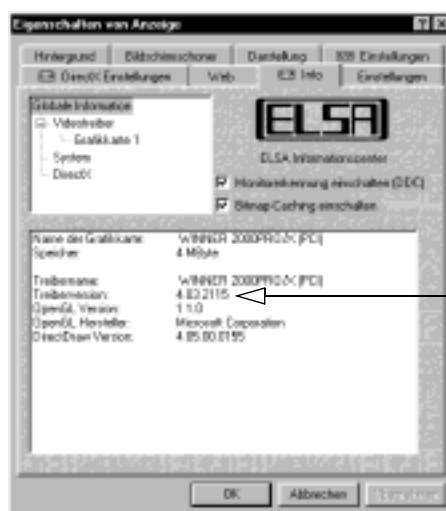 Eigenschaften von Anzeige
Hintergrund Bildschirmschoner Darstellung Einstellungen
DirectX Einstellungen Web Info Einstellungen
Globale Information
Videotreiber
Grafikkarte 1
System
DirectX
ELSA
ELSA Informationscenter
Monitorerkennung einschalten (DDC)
Bitmap-Caching einschalten
Name der Grafikkarte: WINNER 2000PRO/X (PCI)
Speicher: 4 MByte
Treibername: WINNER 2000PRO/X (PCI)
Treiberversion: 4.03.2115
OpenGL Version: 1.1.0
OpenGL Hersteller: Microsoft Corporation
DirectDraw Version: 4.05.00.0155
OK Abbrechen Übernehmen